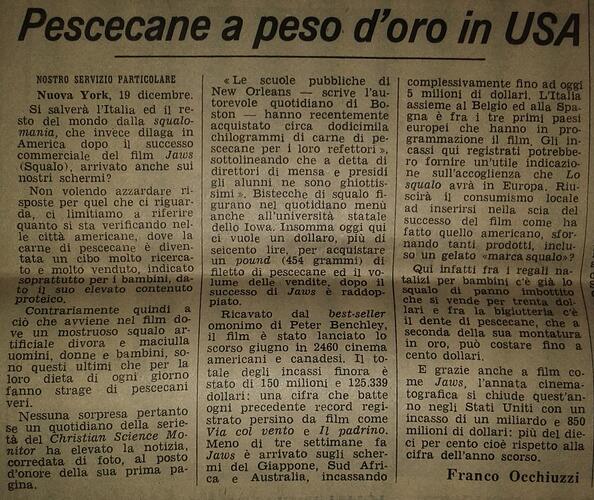 Pescecane a peso d'oro in USA
NOSTRO SERVIZIO PARTICOLARE
Nuova York, 19 dicembre.
Si salverà l'Italia ed il re-
sto del mondo dalla squalo-
mania, che invece dilaga in
America dopo il successo
commerciale del film Jaws
(Squalo), arrivato anche sui
nostri schermi?
Non volendo azzardare ri-
sposte per quel che ci riguar-
da, ci limitiamo a riferire
quanto si sta verificando nel-
le città americane, dove la
carne di pescecane è diven-
tata un cibo molto ricerca-
to e molto venduto, indicato
soprattutto per i bambini, da-
to il suo elevato contenuto
proteico.
Contrariamente quindi a
ciò che avviene nel film do-
ve un mostruoso squalo ar-
tificiale divora e maciulla
uomini, donne e bambini, so-
no questi ultimi che per la
loro dieta di ogni giorno
fanno strage di pescecani
veri.
Nessuna sorpresa pertanto
se un quotidiano della serie-
tà del Christian Science Mo-
nitor ha elevato la notizia,
corredata di foto, al posto
d'onore della sua prima pa-
gina.
« Le scuole pubbliche di
New Orleans — scrive l'au-
torevole quotidiano di Bo-
ston — hanno recentemente
acquistato circa dodicimila
chilogrammi di carne di pe-
scecane per i loro refettori »,
sottolineando che a detta di
direttori di mensa e presidi
gli alunni ne sono ghiottis-
simi ». Bistecche di squalo fi-
gurano nel quotidiano menù
anche all'università statale
dello Iowa. Insomma oggi qui
ci vuole un dollaro, più di
seicento lire, per acquistare
un pound (454 grammi) di
filetto di pescecane ed il vo-
lume delle vendite, dopo il
successo di Jaws è raddop-
piato.
Ricavato dal best-seller
omonimo di Peter Benchley,
il film è stato lanciato lo
scorso giugno in 2460 cinema
americani e canadesi. Il to-
tale degli incassi finora è
stato di 150 milioni e 125.339
dollari: una cifra che batte
ogni precedente record regi-
strato persino da film come
Via col vento e Il padrino.
Meno di tre settimane fa
Jaws è arrivato sugli scher-
mi del Giappone, Sud Africa
e Australia, incassando
complessivamente fino ad oggi
5 milioni di dollari. L'Italia
assieme al Belgio ed alla Spa-
gna è fra i tre primi paesi
europei che hanno in pro-
grammazione il film. Gli in-
cassi qui registrati potrebbe-
ro fornire un'utile indicazio-
ne sull'accoglienza che Lo
squalo avrà in Europa. Riu-
scirà il consumismo locale
ad inserirsi nella scia del
successo del film come ha
fatto quello americano, sfor-
nando tanti prodotti, inclu-
so un gelato «marca squalo»?
Qui infatti fra i regali na-
talizi per bambini c'è già lo
squalo di panno imbottito
che si vende per trenta dol-
lari e fra la bigiotteria c'è
il dente di pescecane, che a
seconda della sua montatura
in oro, può costare fino a
cento dollari.
E grazie anche a film co-
me Jaws, l'annata cinema-
tografica si chiude quest'an-
no negli Stati Uniti con un
incasso di un miliardo e 850
milioni di dollari: più del die-
ci per cento cioè rispetto alla
cifra dell'anno scorso.
Franco Occhiuzzi